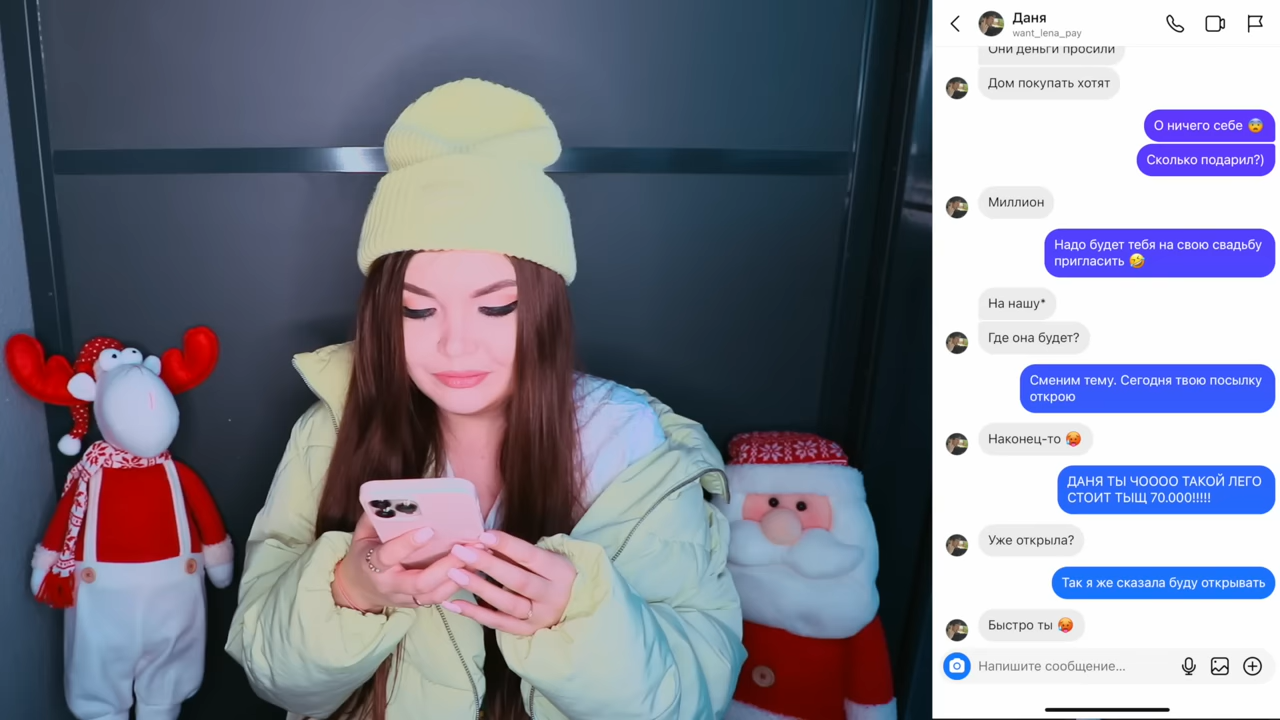 Даня
want_lena_pay
Они деньги просили
Дом покупать хотят
О ничего себе 😨
Сколько подарил?)
Миллион
Надо будет тебя на свою свадьбу
пригласить 🤣
На нашу*
Где она будет?
Сменим тему. Сегодня твою посылку
открою
Наконец-то 🥵
ДАНЯ ТЫ ЧОООО ТАКОЙ ЛЕГО
СТОИТ ТЫЩ 70.000!!!!!
Уже открыла?
Так я же сказала буду открывать
Быстро ты 🥵
Напишите сообщение...